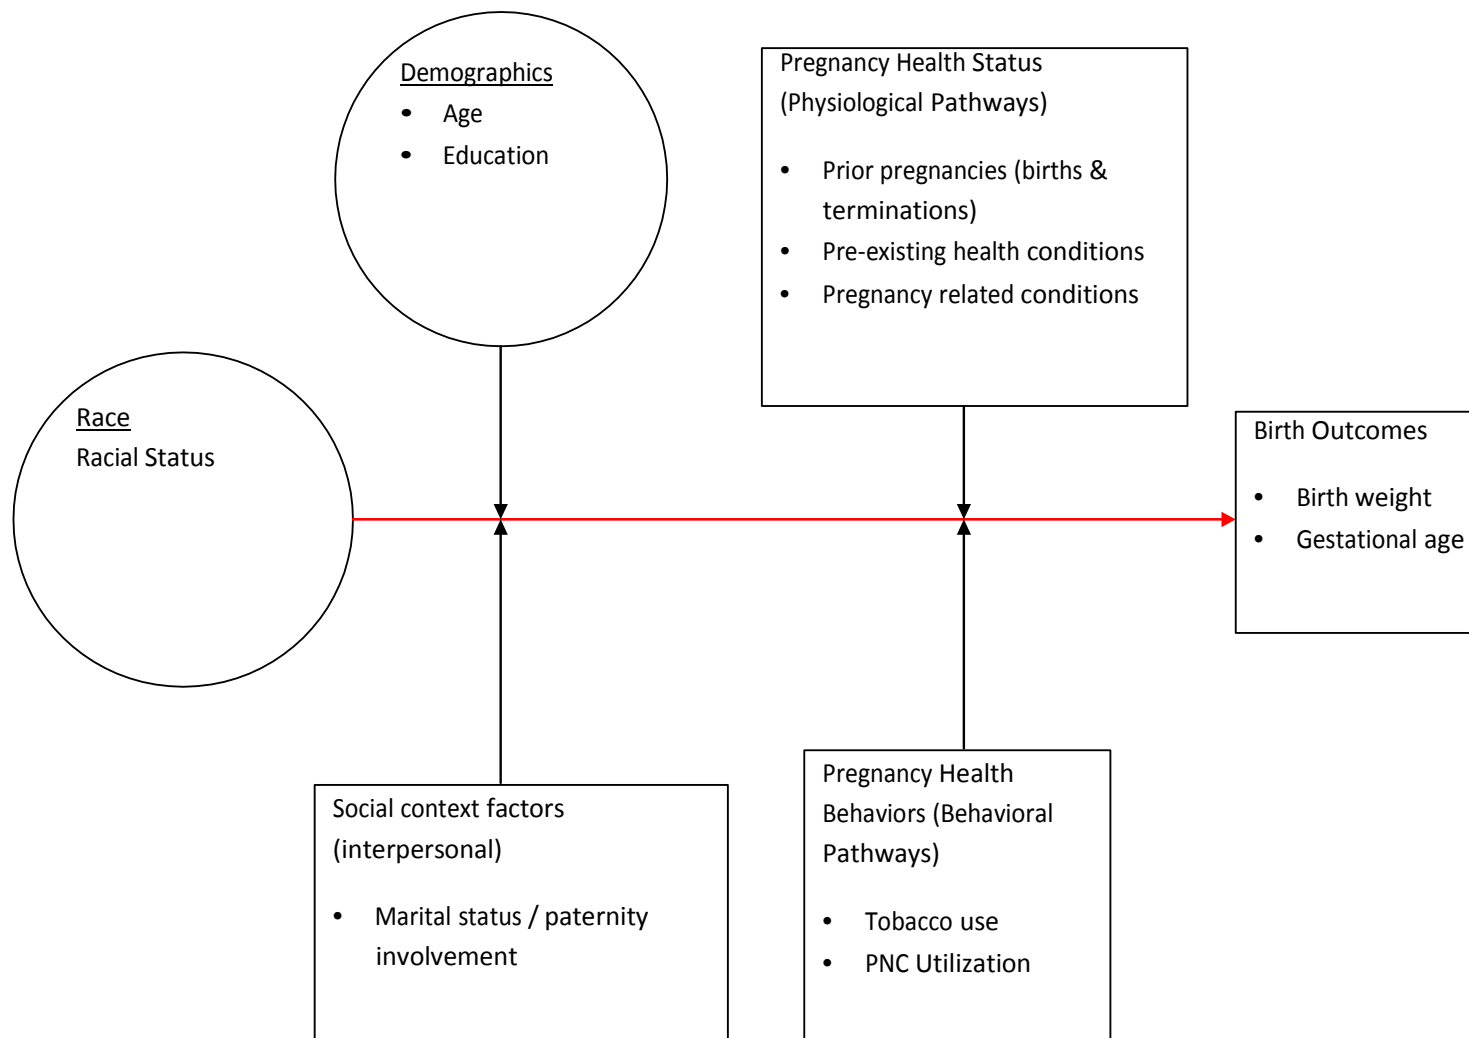 Demographics
• Age
• Education
Pregnancy Health Status
(Physiological Pathways)
• Prior pregnancies (births &
terminations)
• Pre-existing health conditions
• Pregnancy related conditions
Race
Racial Status
Birth Outcomes
• Birth weight
• Gestational age
Social context factors
(interpersonal)
• Marital status / paternity
involvement
Pregnancy Health
Behaviors (Behavioral
Pathways)
• Tobacco use
• PNC Utilization